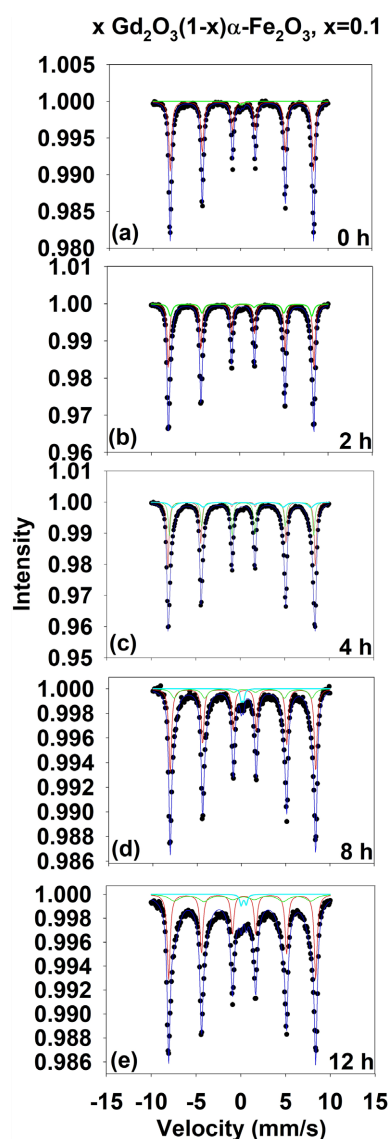 x Gd₂O₃(1-x)α-Fe₂O₃, x=0.1
1.005
1.000
0.995
0.990
0.985
0.980
(a)
0 h
1.01
1.00
0.99
0.98
0.97
0.96
(b)
2 h
1.01
1.00
0.99
0.98
0.97
0.96
0.95
(c)
4 h
Intensity
1.000
0.998
0.996
0.994
0.992
0.990
0.988
0.986
(d)
8 h
1.000
0.998
0.996
0.994
0.992
0.990
0.988
0.986
(e)
12 h
-15 -10 -5 0 5 10 15
Velocity (mm/s)